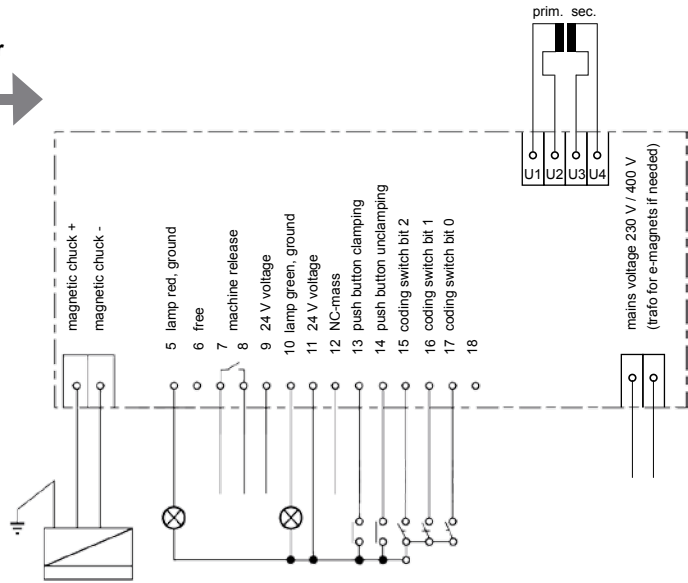 prim. sec.
r
U1 U2 U3 U4
magnetic chuck +
magnetic chuck -
5 lamp red, ground
6 free
7 machine release
8
9 24 V voltage
10 lamp green, ground
11 24 V voltage
12 NC-mass
13 push button clamping
14 push button unclamping
15 coding switch bit 2
16 coding switch bit 1
17 coding switch bit 0
18
mains voltage 230 V / 400 V
(trafo for e-magnets if needed)